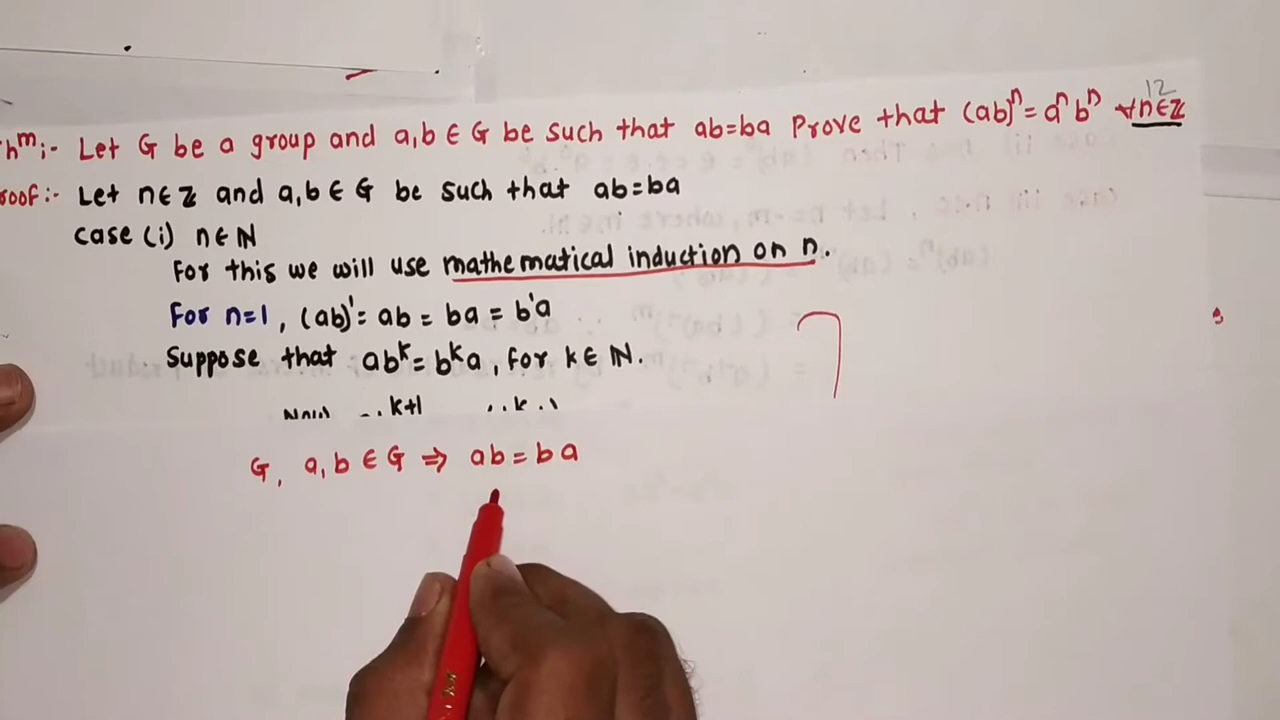 12
hm:- Let G be a group and a,b ∈ G be such that ab=ba Prove that (ab)ⁿ = aⁿbⁿ ∀ n∈ℤ
roof:- Let n∈ℤ and a,b ∈ G be such that ab=ba
case (i) n∈ℕ
For this we will use mathematical induction on n.
For n=1, (ab)¹= ab = ba = b¹a
Suppose that abᵏ= bᵏa, for k∈ ℕ.
G, a,b ∈ G ⇒ ab=ba